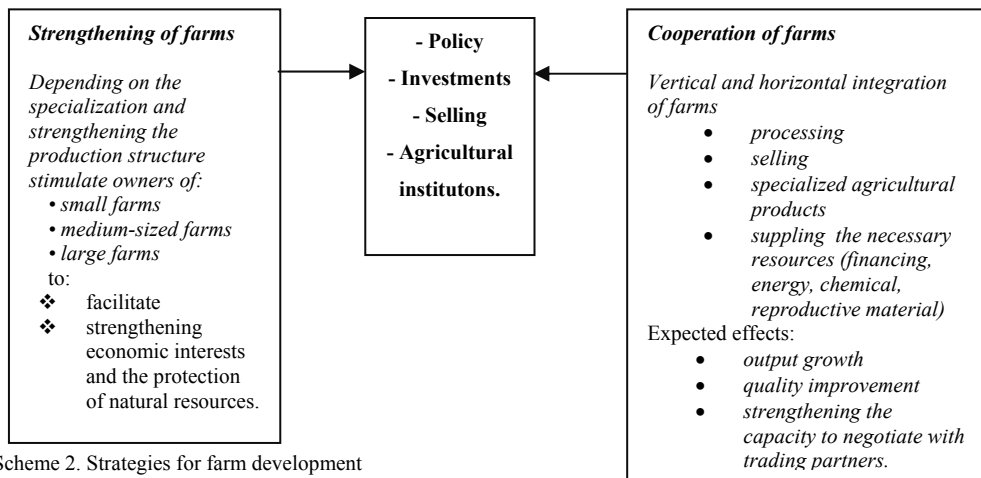 Strengthening of farms
Depending on the
specialization and
strengthening the
production structure
stimulate owners of:
• small farms
• medium-sized farms
• large farms
to:
❖ facilitate
❖ strengthening
economic interests
and the protection
of natural resources.
- Policy
- Investments
- Selling
- Agricultural
institutons.
Cooperation of farms
Vertical and horizontal integration
of farms
• processing
• selling
• specialized agricultural
products
• suppling the necessary
resources (financing,
energy, chemical,
reproductive material)
Expected effects:
• output growth
• quality improvement
• strengthening the
capacity to negotiate with
trading partners.
Scheme 2. Strategies for farm development